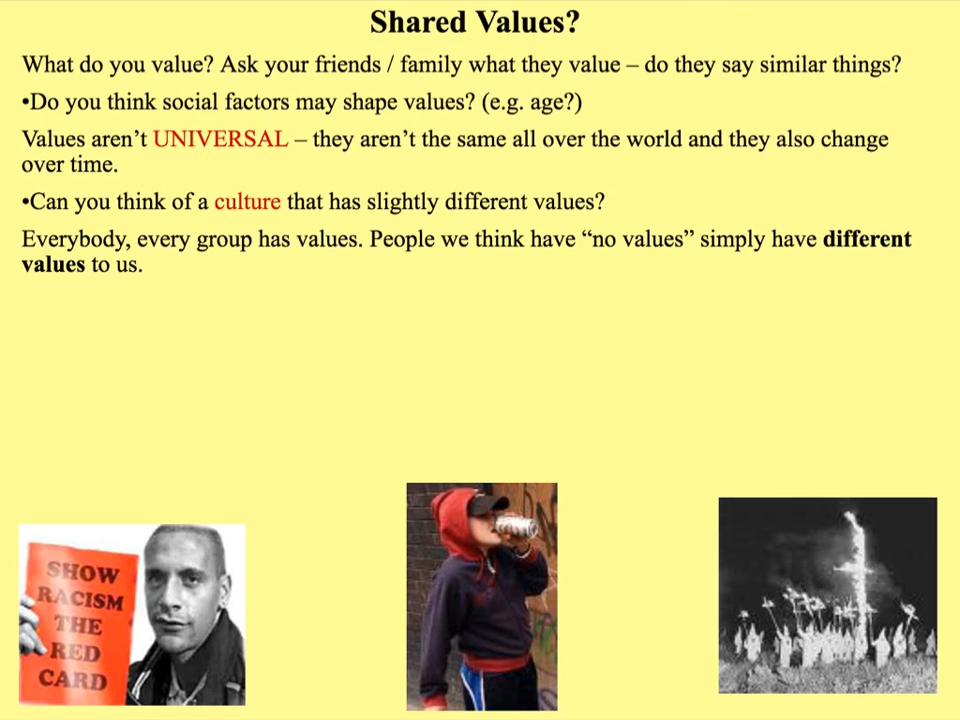 Shared Values?
What do you value? Ask your friends / family what they value – do they say similar things?
•Do you think social factors may shape values? (e.g. age?)
Values aren’t UNIVERSAL – they aren’t the same all over the world and they also change
over time.
•Can you think of a culture that has slightly different values?
Everybody, every group has values. People we think have “no values” simply have different
values to us.
SHOW
RACISM
THE
RED
CARD